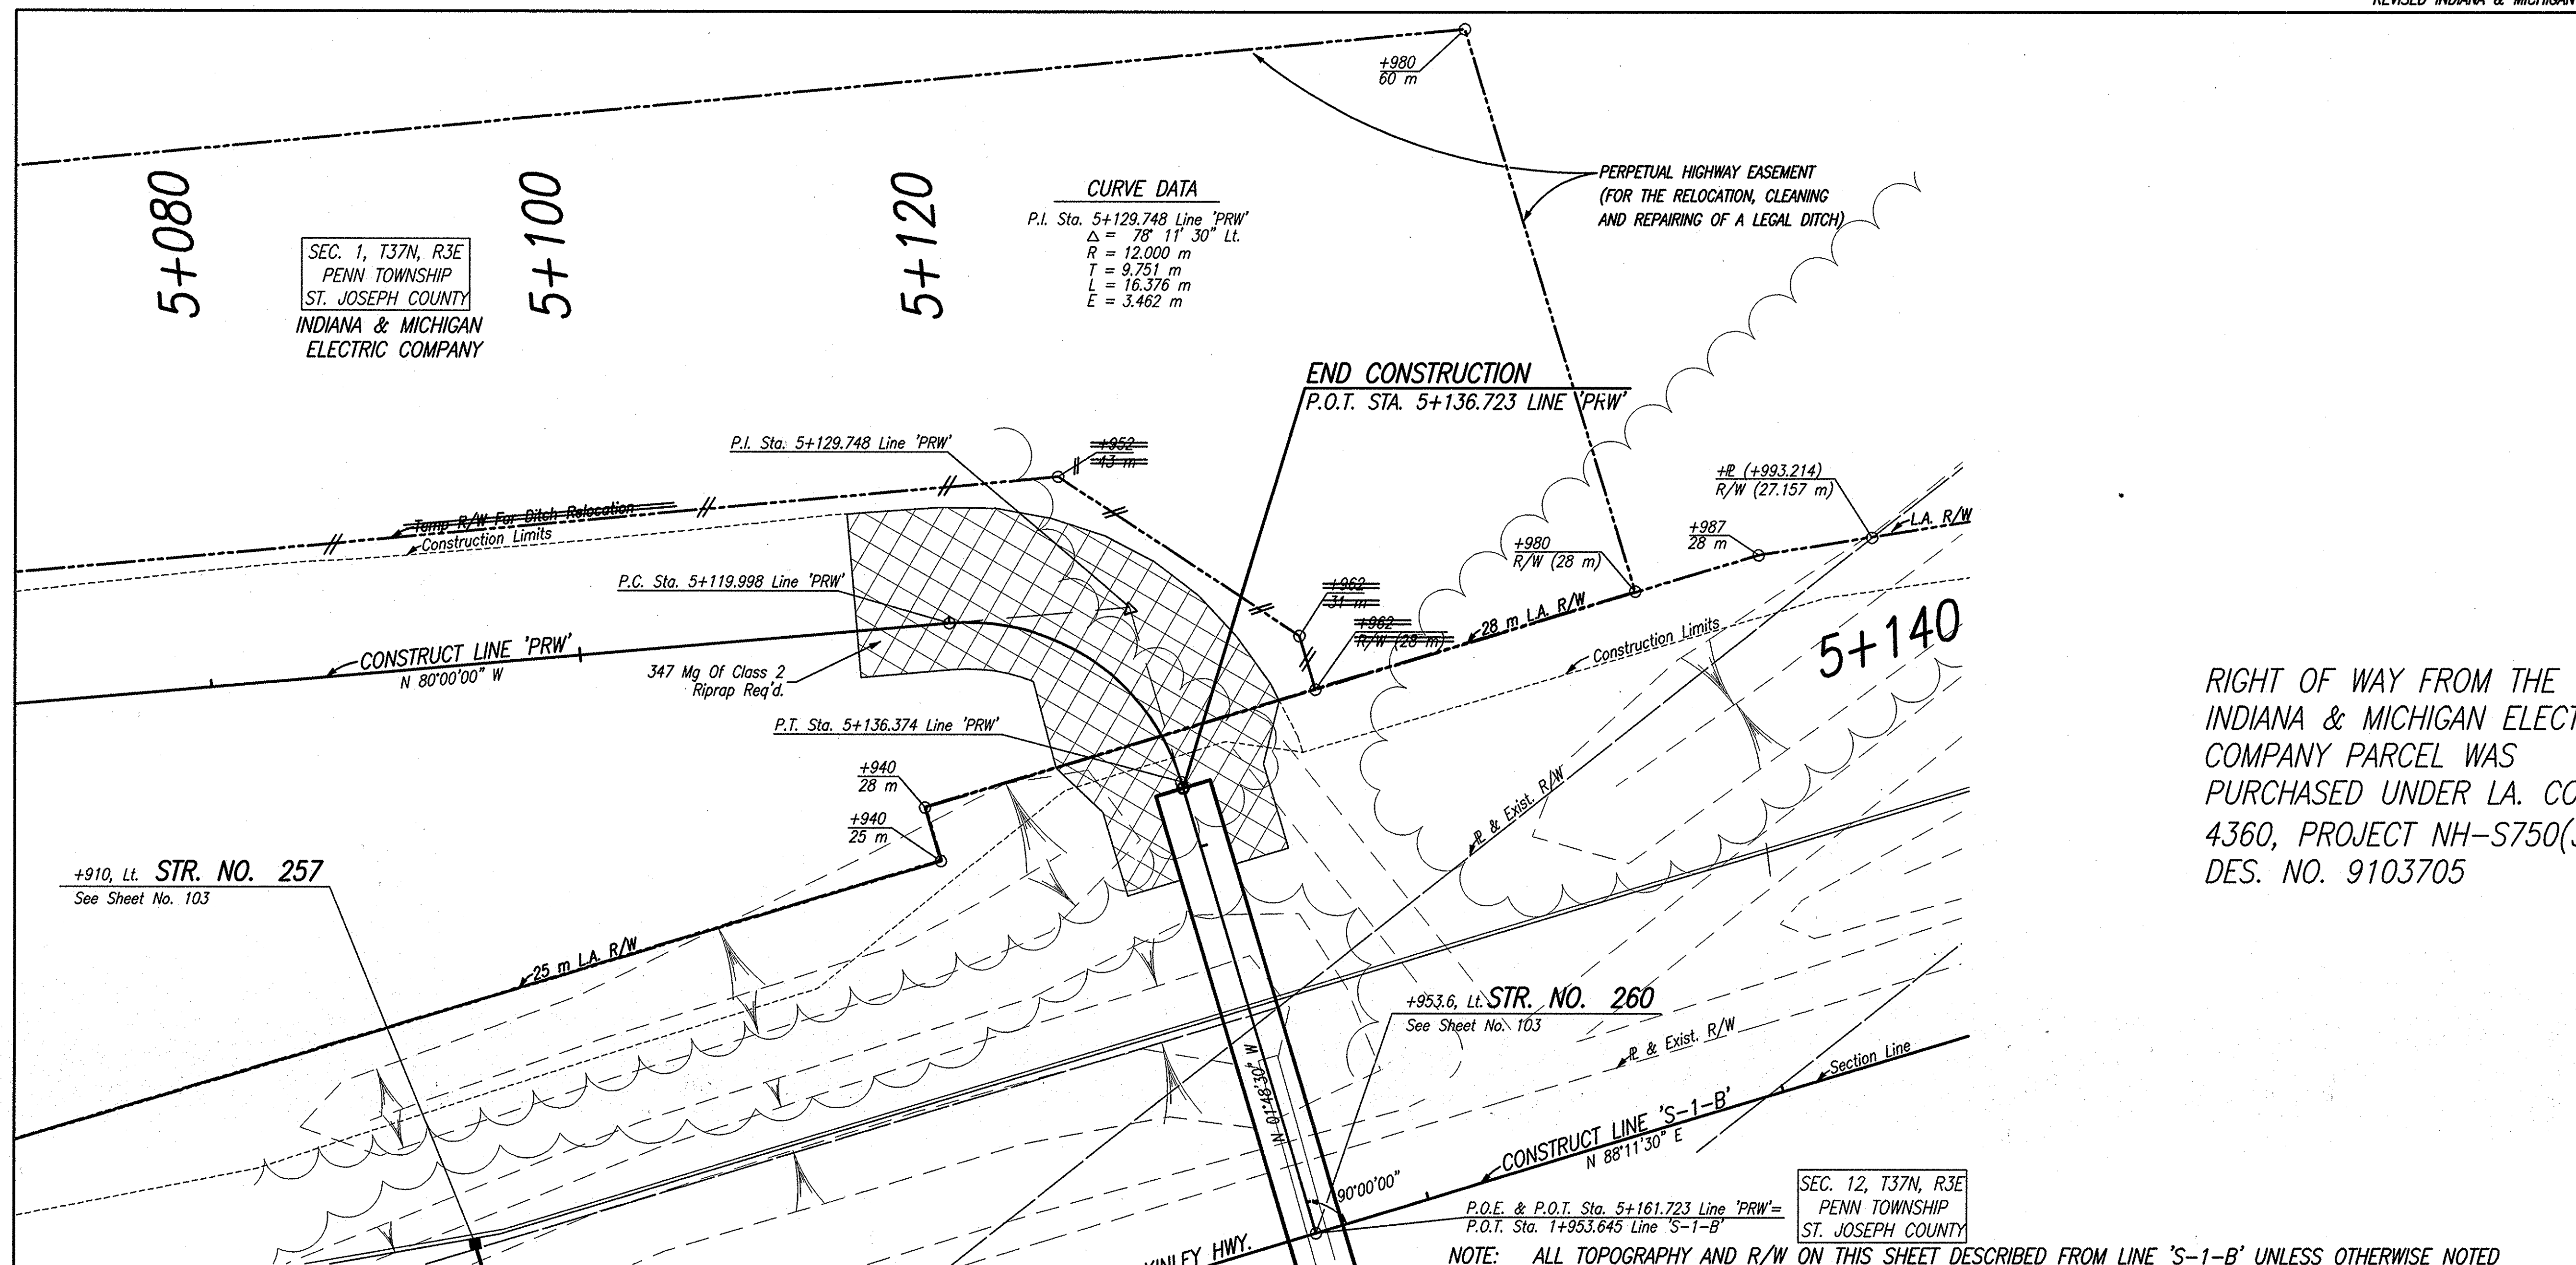 REVISED INDIANA & MICHIGAN
+980
60 m
PERPETUAL HIGHWAY EASEMENT
(FOR THE RELOCATION, CLEANING
AND REPAIRING OF A LEGAL DITCH)
5+080
5+100
5+120
SEC. 1, T37N, R3E
PENN TOWNSHIP
ST. JOSEPH COUNTY
INDIANA & MICHIGAN
ELECTRIC COMPANY
CURVE DATA
P.I. Sta. 5+129.748 Line 'PRW'
Δ = 78° 11' 30" Lt.
R = 12.000 m
T = 9.751 m
L = 16.376 m
E = 3.462 m
END CONSTRUCTION
P.O.T. STA. 5+136.723 LINE 'PRW'
P.I. Sta. 5+129.748 Line 'PRW'
+952
43 m
+PL (+993.214)
R/W (27.157 m)
L.A. R/W
+987
28 m
+980
R/W (28 m)
Temp R/W For Ditch Relocation
Construction Limits
P.C. Sta. 5+119.998 Line 'PRW'
+962
31 m
+962
R/W (28 m)
28 m L.A. R/W
Construction Limits
5+140
CONSTRUCT LINE 'PRW'
N 80°00'00" W
347 Mg Of Class 2
Riprap Req'd.
P.T. Sta. 5+136.374 Line 'PRW'
RIGHT OF WAY FROM THE
INDIANA & MICHIGAN ELECT
COMPANY PARCEL WAS
PURCHASED UNDER LA. CO
4360, PROJECT NH-S750(
DES. NO. 9103705
+940
28 m
+940
25 m
PL & Exist. R/W
+910, Lt. STR. NO. 257
See Sheet No. 103
25 m L.A. R/W
+953.6, Lt. STR. NO. 260
See Sheet No. 103
PL & Exist. R/W
Section Line
N 01°48'30" W
CONSTRUCT LINE 'S-1-B'
N 88°11'30" E
90°00'00"
P.O.E. & P.O.T. Sta. 5+161.723 Line 'PRW'=
P.O.T. Sta. 1+953.645 Line 'S-1-B'
SEC. 12, T37N, R3E
PENN TOWNSHIP
ST. JOSEPH COUNTY
KINLEY HWY.
NOTE: ALL TOPOGRAPHY AND R/W ON THIS SHEET DESCRIBED FROM LINE 'S-1-B' UNLESS OTHERWISE NOTED